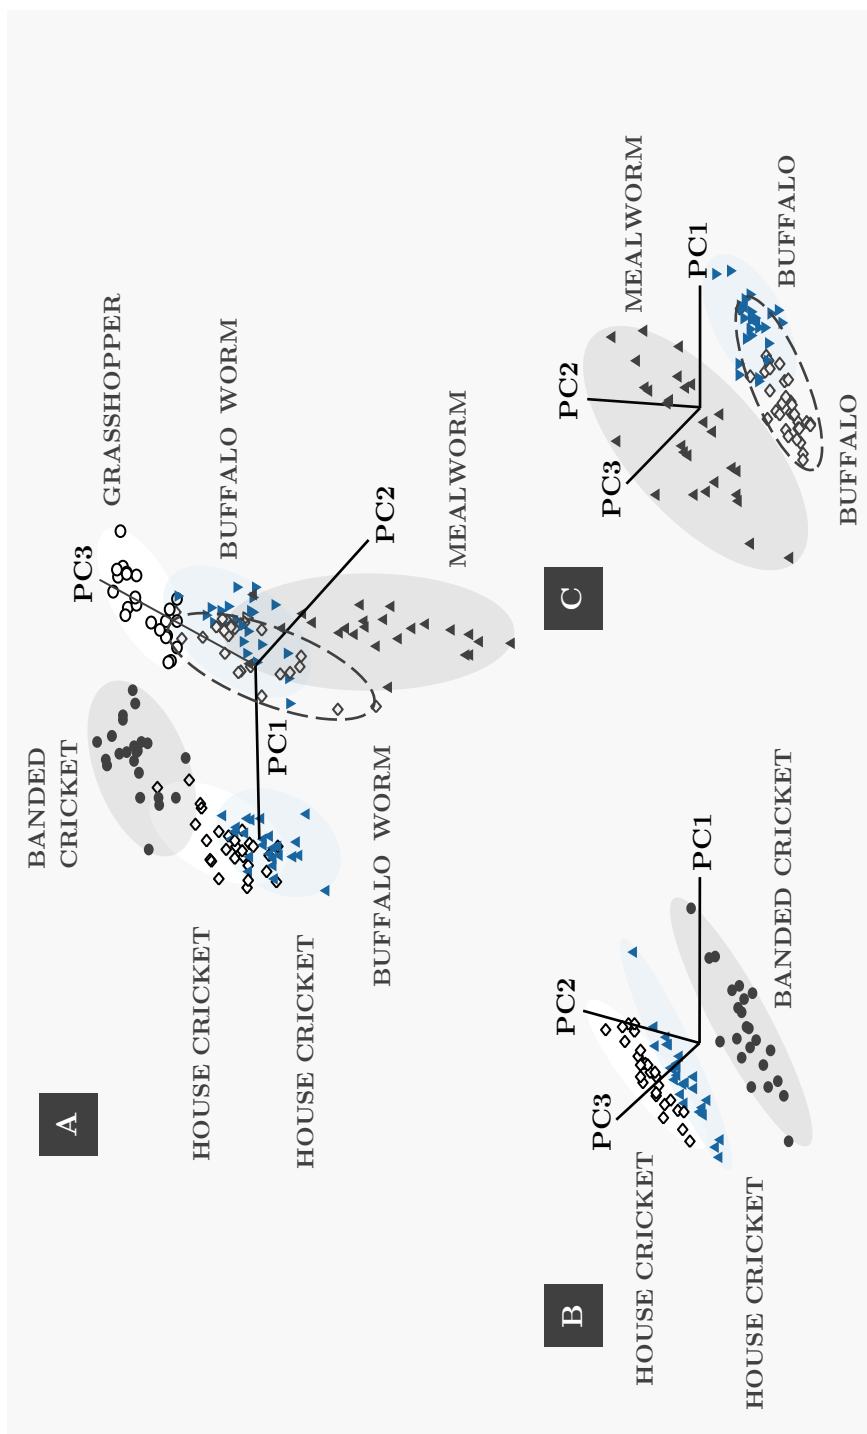 A
BANDED
CRICKET
GRASSHOPPER
PC3
HOUSE CRICKET
BUFFALO WORM
PC1
HOUSE CRICKET
PC2
BUFFALO WORM
MEALWORM
B
PC2
PC3
HOUSE CRICKET
PC1
HOUSE CRICKET
BANDED CRICKET
C
PC2
PC3
MEALWORM
PC1
BUFFALO
BUFFALO